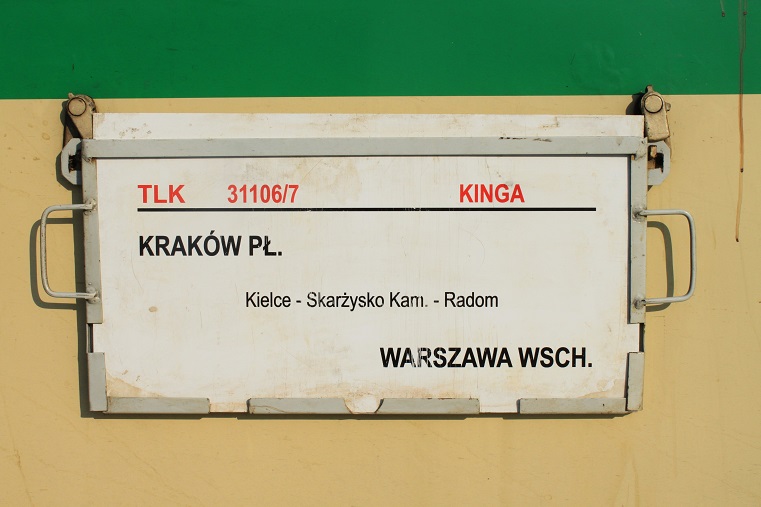 TLK 31106/7 KINGA
KRAKÓW PŁ.
Kielce - Skarżysko Kam. - Radom
WARSZAWA WSCH.